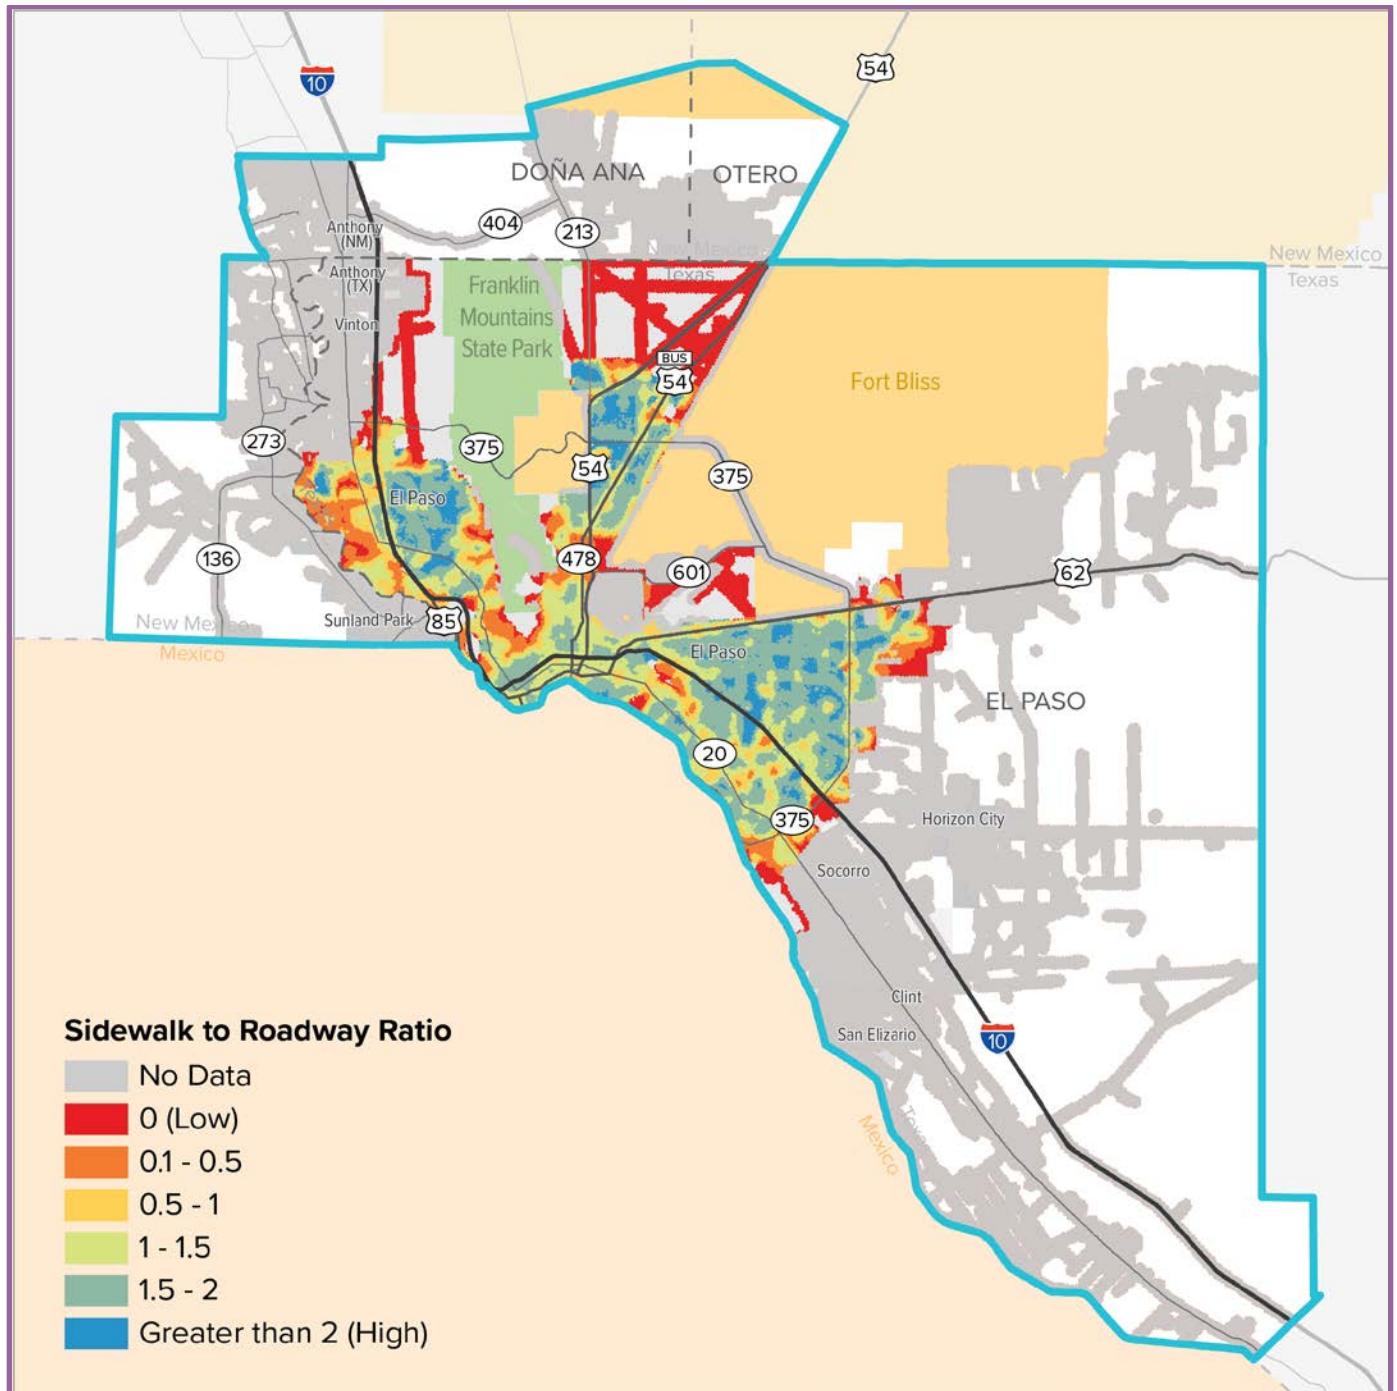 54
10
DOÑA ANA
OTERO
404
213
Anthony
(NM)
New Mexico
Texas
New Mexico
Texas
Anthony
(TX)
Franklin
Mountains
State Park
Vinton
BUS
54
Fort Bliss
273
375
54
375
El Paso
136
478
601
62
New Mexico
Mexico
Sunland Park
85
El Paso
EL PASO
20
375
Horizon City
Socorro
Clint
San Elizario
10
Texas
Mexico
Sidewalk to Roadway Ratio
No Data
0 (Low)
0.1 - 0.5
0.5 - 1
1 - 1.5
1.5 - 2
Greater than 2 (High)